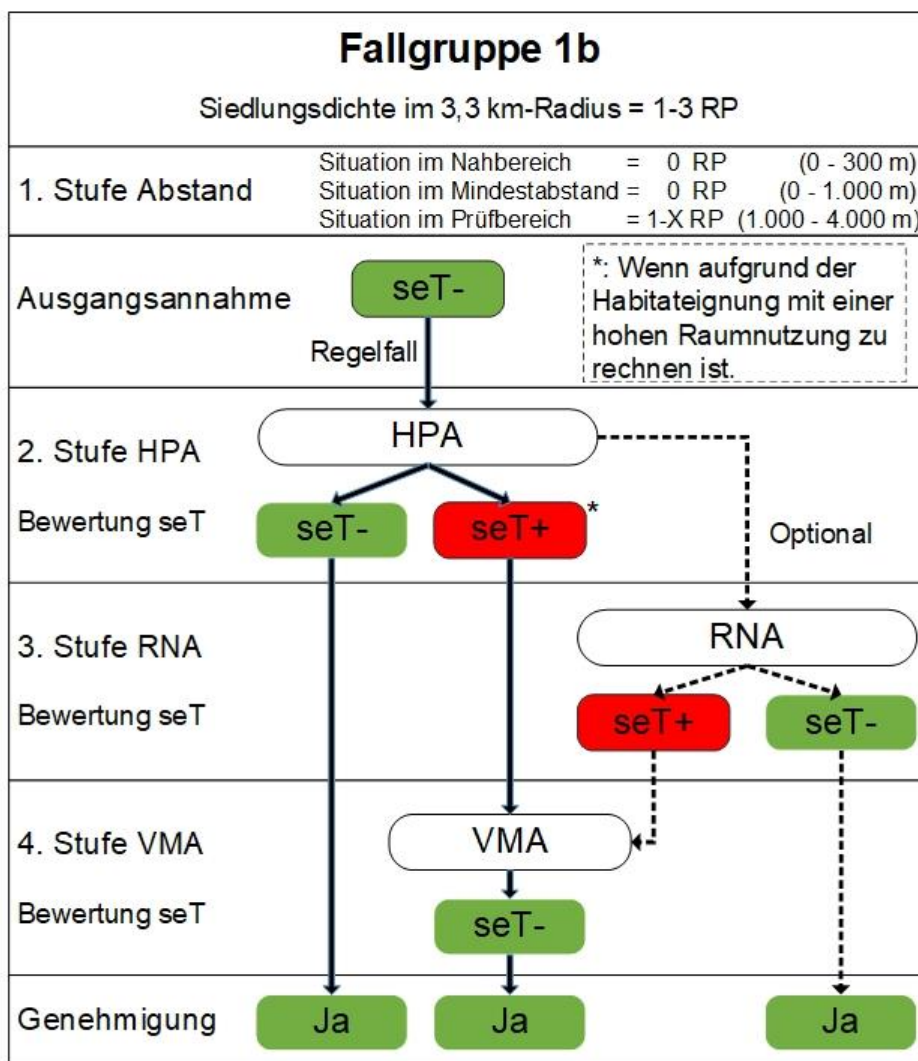 Fallgruppe 1b
Siedlungsdichte im 3,3 km-Radius = 1-3 RP
1. Stufe Abstand
Situation im Nahbereich = 0 RP (0 - 300 m)
Situation im Mindestabstand = 0 RP (0 - 1.000 m)
Situation im Prüfbereich = 1-X RP (1.000 - 4.000 m)
Ausgangsannahme
seT-
Regelfall
*: Wenn aufgrund der
Habitateignung mit einer
hohen Raumnutzung zu
rechnen ist.
2. Stufe HPA
HPA
Bewertung seT
seT-
seT+
*
Optional
3. Stufe RNA
RNA
Bewertung seT
seT+
seT-
4. Stufe VMA
VMA
Bewertung seT
seT-
Genehmigung
Ja
Ja
Ja